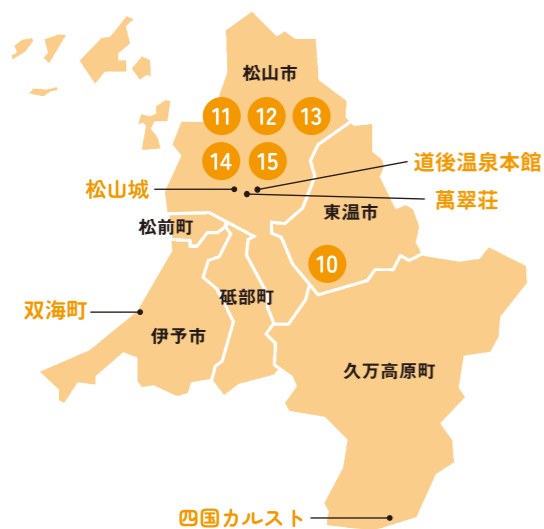 松山市
11 12 13
14 15
道後温泉本館
松山城
萬翠荘
東温市
松前町
10
砥部町
双海町
伊予市
久万高原町
四国カルスト